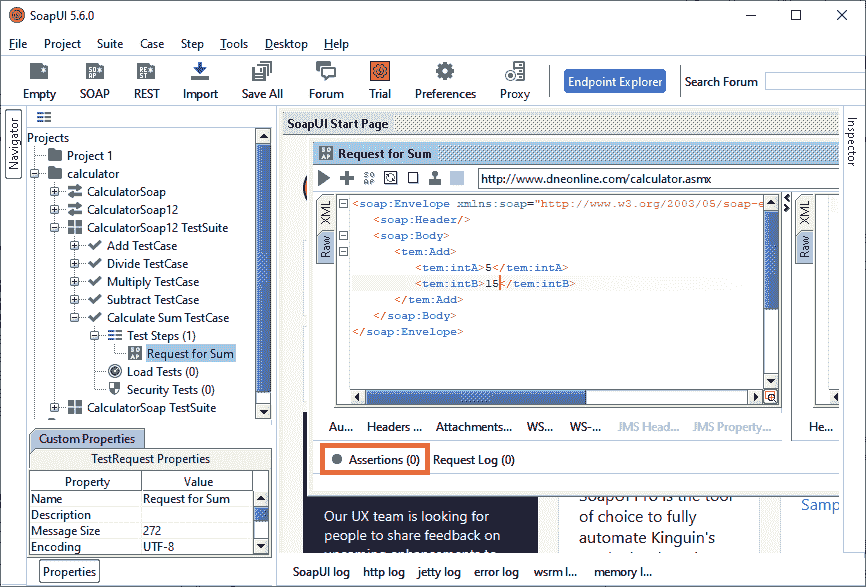 SoapUI 5.6.0
File Project Suite Case Step Tools Desktop Help
Empty SOAP REST Import Save All Forum Trial Preferences Proxy Endpoint Explorer Search Forum
Navigator
Inspector
Projects
Project 1
calculator
CalculatorSoap
CalculatorSoap12
CalculatorSoap12 TestSuite
Add TestCase
Divide TestCase
Multiply TestCase
Subtract TestCase
Calculate Sum TestCase
Test Steps (1)
Request for Sum
Load Tests (0)
Security Tests (0)
CalculatorSoap TestSuite
Custom Properties
TestRequest Properties
Property Value
Name Request for Sum
Description
Message Size 272
Encoding UTF-8
Properties
SoapUI Start Page
Request for Sum
http://www.dneonline.com/calculator.asmx
XML
Raw
<soap:Envelope xmlns:soap="http://www.w3.org/2003/05/soap-e
<soap:Header/>
<soap:Body>
<tem:Add>
<tem:intA>5</tem:intA>
<tem:intB>15</tem:intB>
</tem:Add>
</soap:Body>
</soap:Envelope>
XML
Raw
Au... Headers ... Attachments... WS... WS-... JMS Head... JMS Property... He...
Assertions (0) Request Log (0)
Our UX team is looking for
people to share feedback on
upcoming enhancements to
SoapUI Pro is the tool
of choice to fully
automate Kinguin's
Samp
SoapUI log http log jetty log error log wsrm l... memory l...